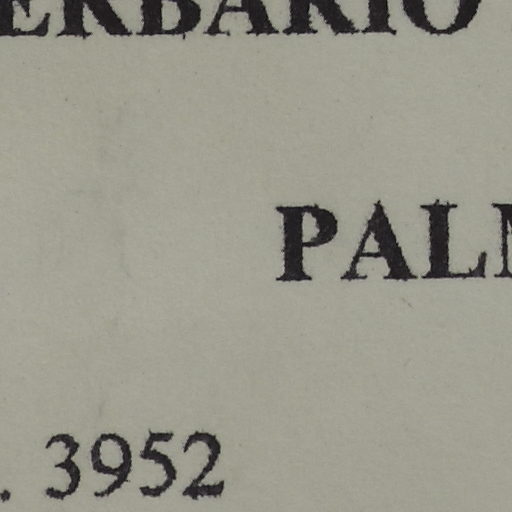 ERBARIO
PAL
. 3952